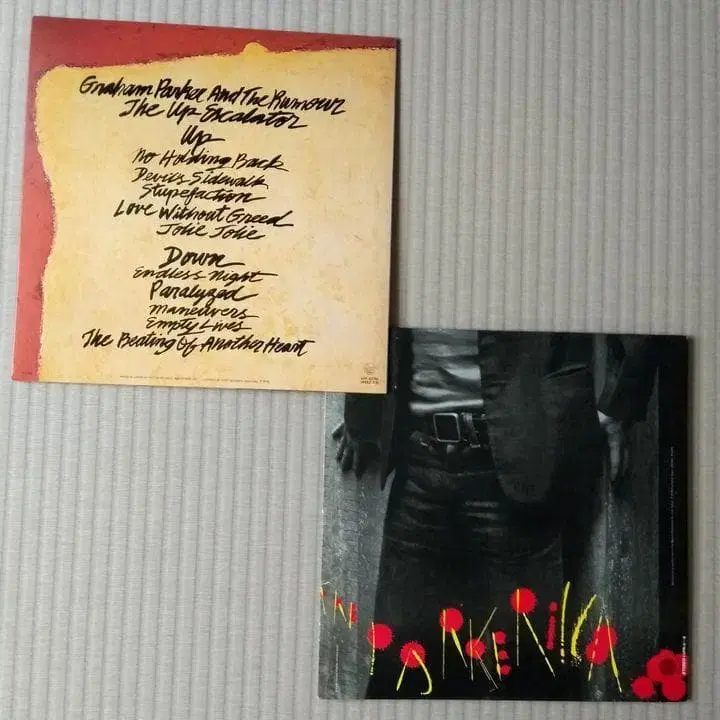 Graham Parker And The Rumour
The Up Escalator
Up
No Holding Back
Devil's Sidewalk
Stupefaction
Love Without Greed
Jolie Jolie
Down
Endless Night
Paralyzed
Maneuvers
Empty Lives
The Beating Of Another Heart
PARKERILLA